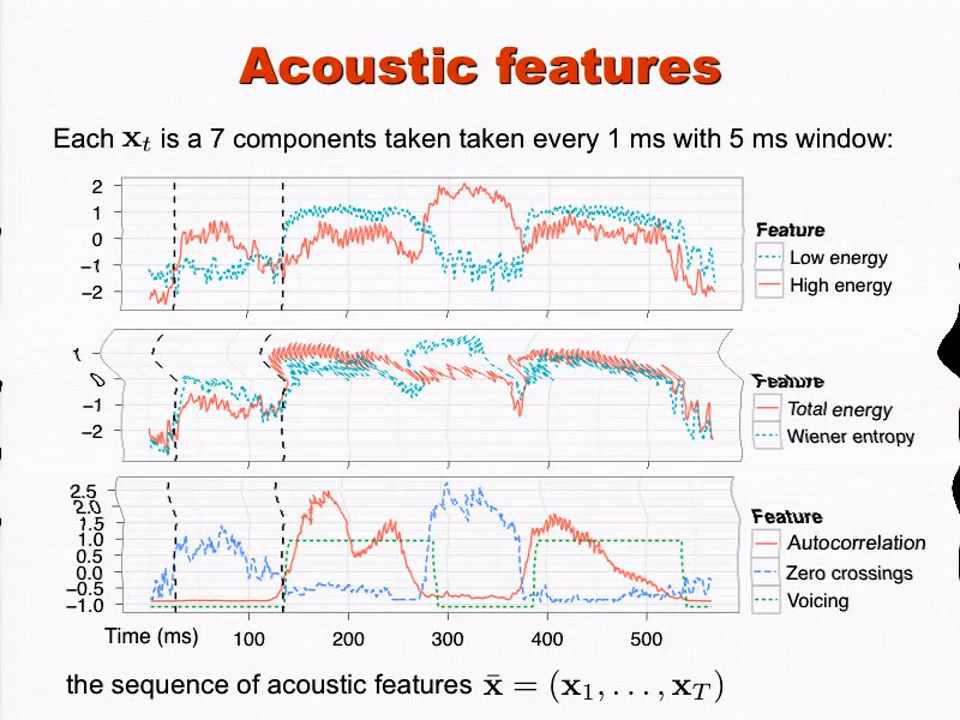 Acoustic features
Each x_t is a 7 components taken taken every 1 ms with 5 ms window:
2
1
0
−1
−2
Feature
Low energy
High energy
1
0
−1
−2
Feature
Total energy
Wiener entropy
2.5
2.0
1.5
1.0
0.5
0.0
−0.5
−1.0
Feature
Autocorrelation
Zero crossings
Voicing
Time (ms) 100 200 300 400 500
the sequence of acoustic features x̄ = (x_1, . . . , x_T)